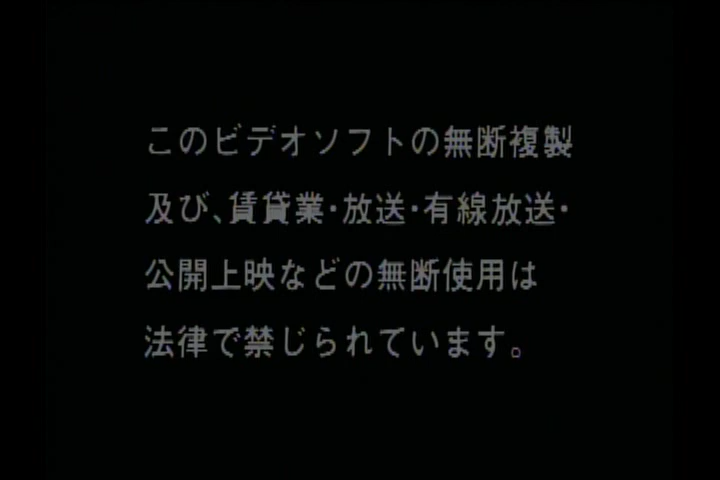 このビデオソフトの無断複製
及び、賃貸業・放送・有線放送・
公開上映などの無断使用は
法律で禁じられています。